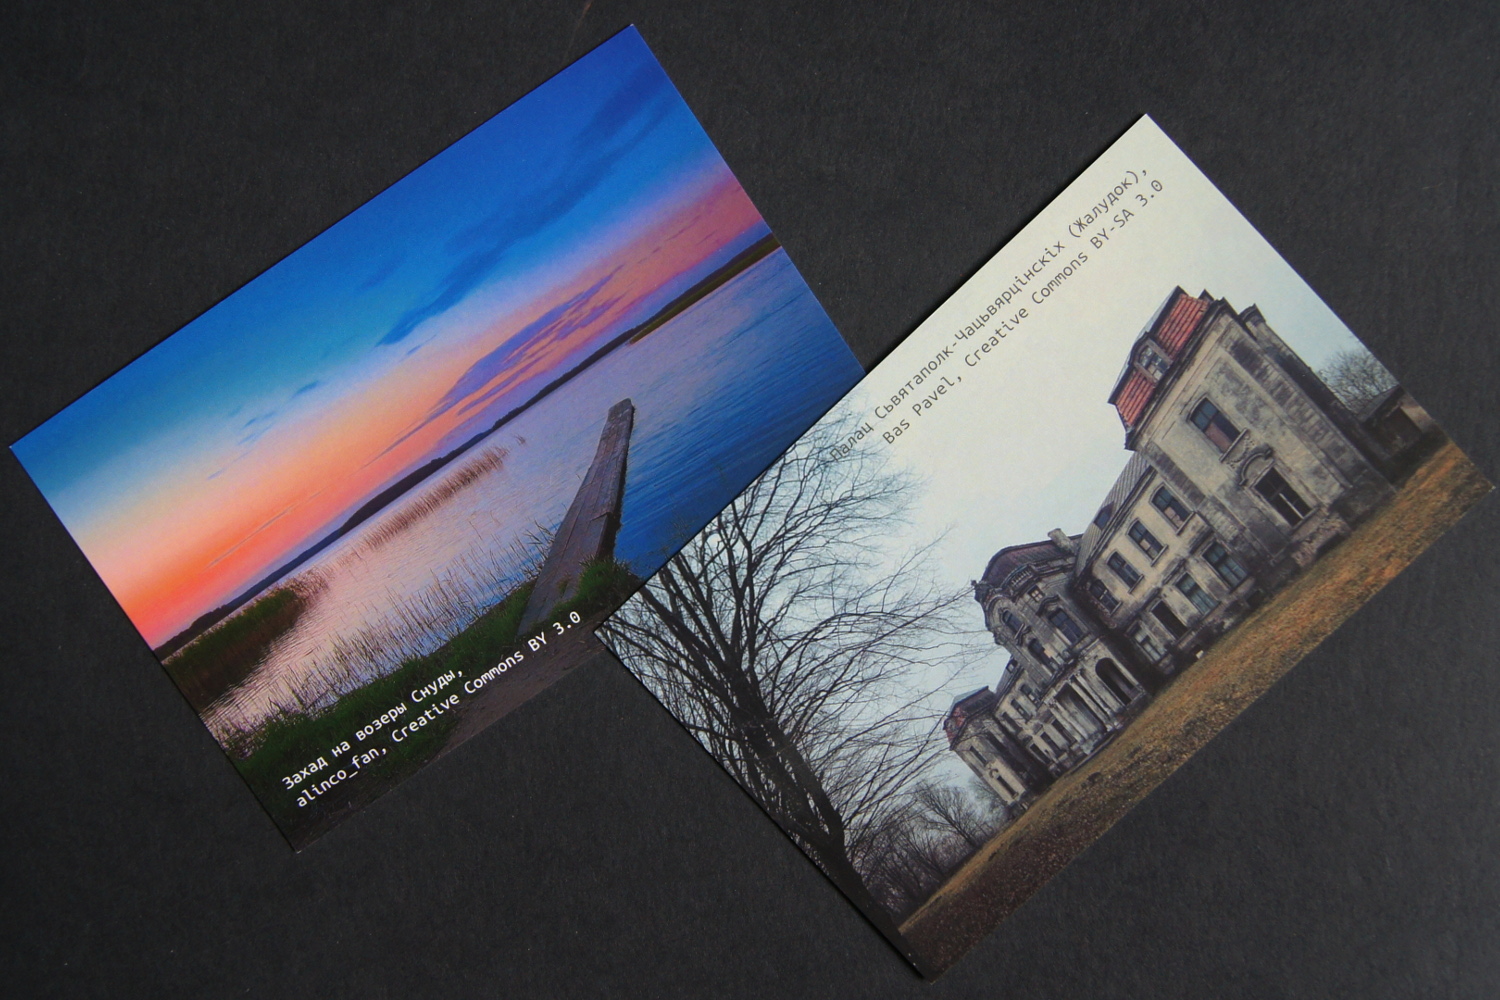 Захад на возеры Снуды,
alinco_fan, Creative Commons BY 3.0
Палац Сьвятаполк-Чацьвярцінскіх (Жалудок),
Bas Pavel, Creative Commons BY-SA 3.0